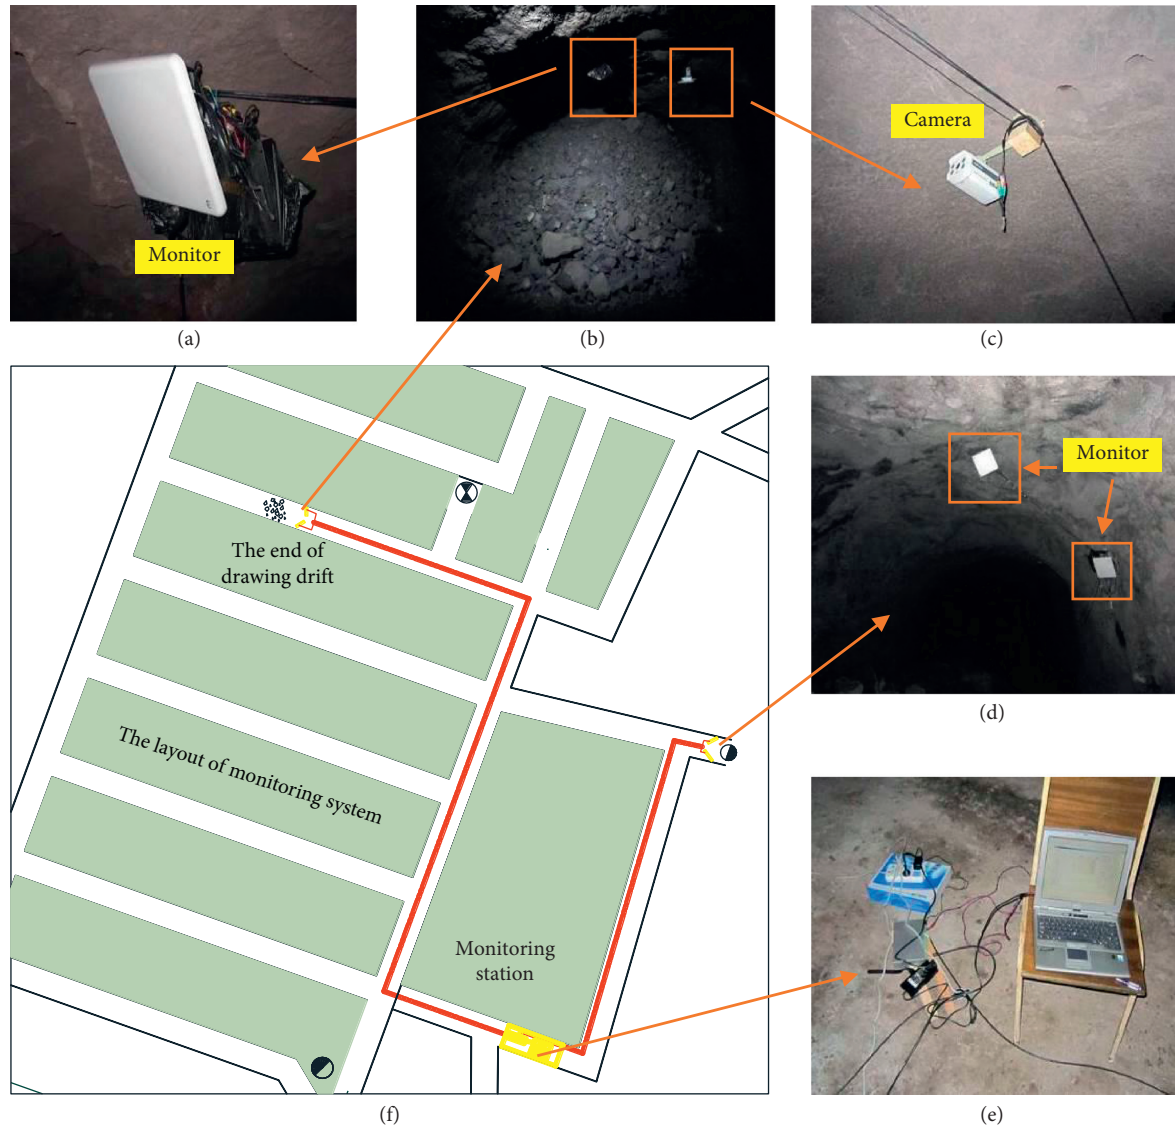 Monitor
Camera
(a)
(b)
(c)
Monitor
The end of
drawing drift
The layout of monitoring system
Monitoring
station
(d)
(e)
(f)